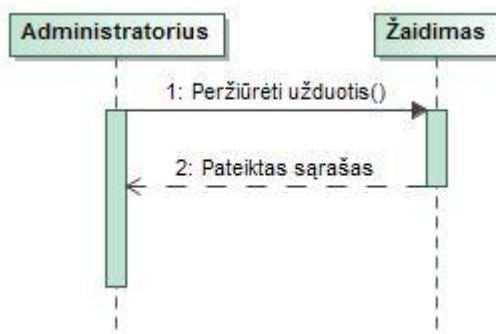 Administratorius
Žaidimas
1: Peržiūrėti užduotis()
2: Pateiktas sąrašas